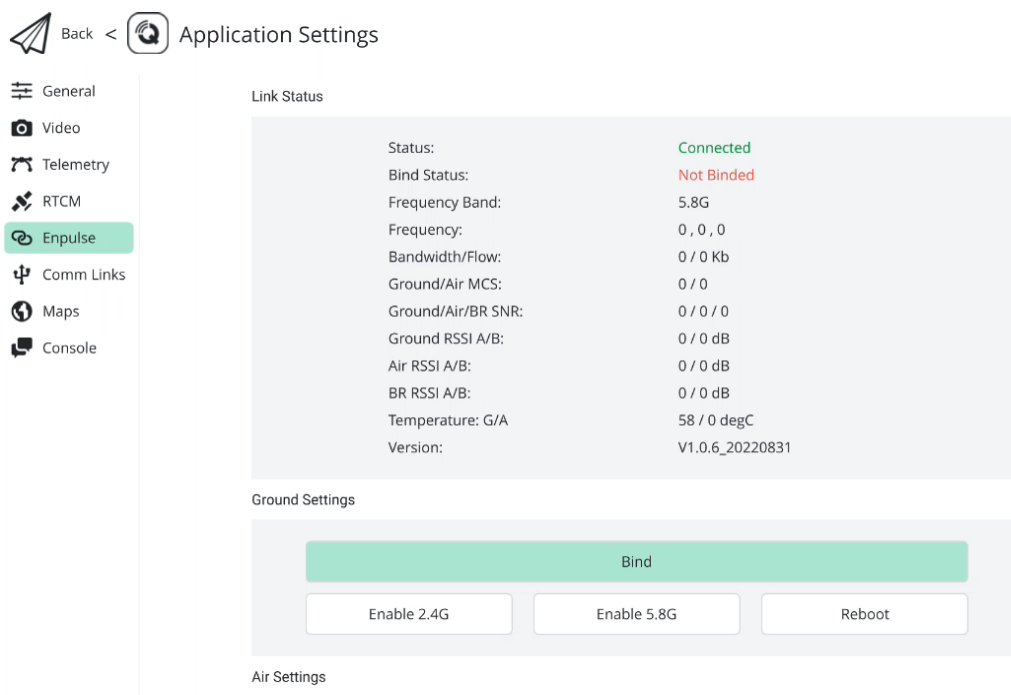 Back < Application Settings
General
Video
Telemetry
RTCM
Enpulse
Comm Links
Maps
Console
Link Status
Status: Connected
Bind Status: Not Binded
Frequency Band: 5.8G
Frequency: 0 , 0 , 0
Bandwidth/Flow: 0 / 0 Kb
Ground/Air MCS: 0 / 0
Ground/Air/BR SNR: 0 / 0 / 0
Ground RSSI A/B: 0 / 0 dB
Air RSSI A/B: 0 / 0 dB
BR RSSI A/B: 0 / 0 dB
Temperature: G/A 58 / 0 degC
Version: V1.0.6_20220831
Ground Settings
Bind
Enable 2.4G Enable 5.8G Reboot
Air Settings